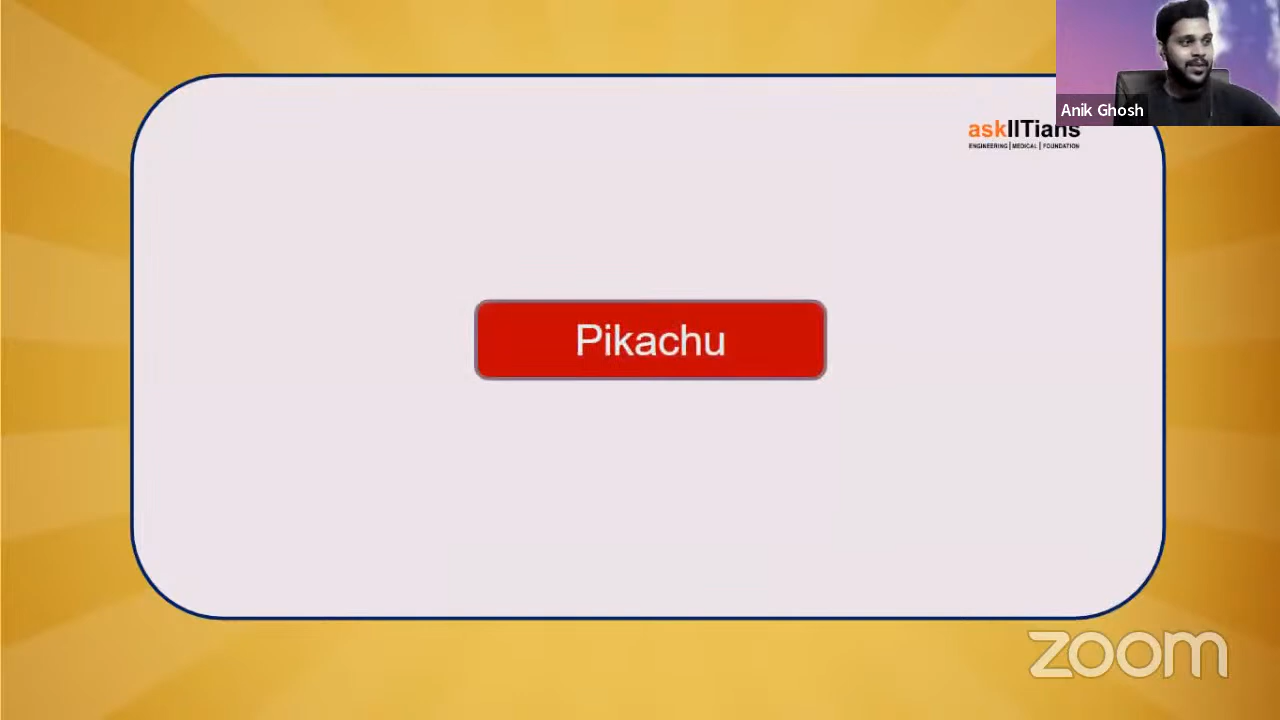 Anik Ghosh
askIITians
ENGINEERING | MEDICAL | FOUNDATION
Pikachu
zoom